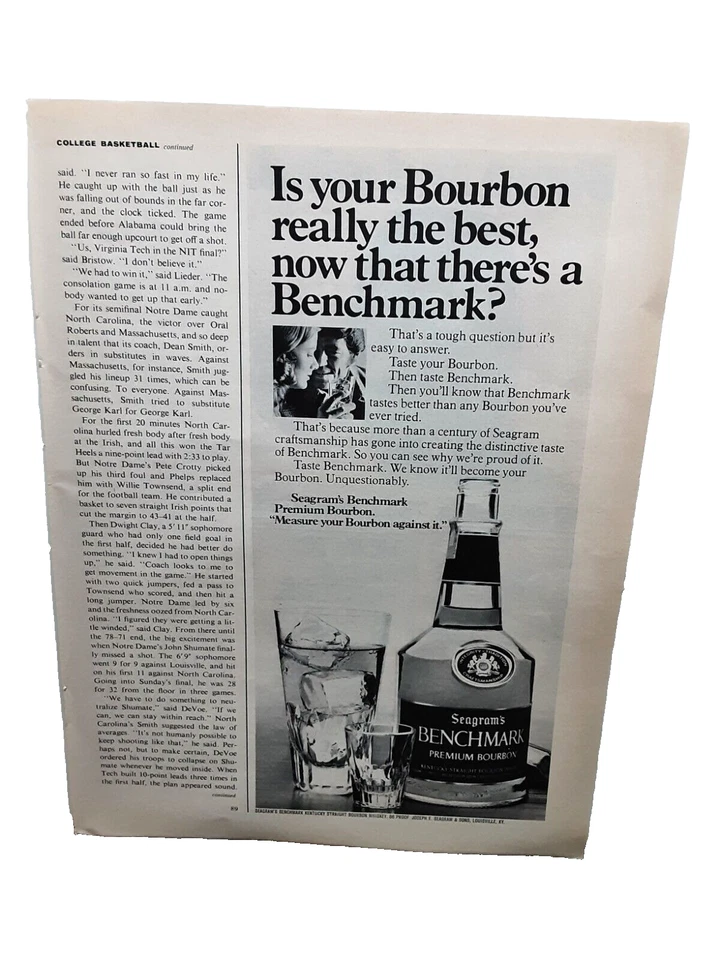 COLLEGE BASKETBALL continued
said. "I never ran so fast in my life."
He caught up with the ball just as he
was falling out of bounds in the far cor-
ner, and the clock ticked. The game
ended before Alabama could bring the
ball far enough upcourt to get off a shot.
"Us, Virginia Tech in the NIT final?"
said Bristow. "I don't believe it."
"We had to win it," said Lieder. "The
consolation game is at 11 a.m. and no-
body wanted to get up that early."
For its semifinal Notre Dame caught
North Carolina, the victor over Oral
Roberts and Massachusetts, and so deep
in talent that its coach, Dean Smith, or-
ders in substitutes in waves. Against
Massachusetts, for instance, Smith jug-
gled his lineup 31 times, which can be
confusing. To everyone. Against Mas-
sachusetts, Smith tried to substitute
George Karl for George Karl.
For the first 20 minutes North Car-
olina hurled fresh body after fresh body
at the Irish, and all this won the Tar
Heels a nine-point lead with 2:33 to play.
But Notre Dame's Pete Crotty picked
up his third foul and Phelps replaced
him with Willie Townsend, a split end
for the football team. He contributed a
basket to seven straight Irish points that
cut the margin to 43-41 at the half.
Then Dwight Clay, a 5' 11" sophomore
guard who had only one field goal in
the first half, decided he had better do
something. "I knew I had to open things
up," he said. "Coach looks to me to
get movement in the game." He started
with two quick jumpers, fed a pass to
Townsend who scored, and then hit a
long jumper. Notre Dame led by six
and the freshness oozed from North Car-
olina. "I figured they were getting a lit-
tle winded," said Clay. From there until
the 78-71 end, the big excitement was
when Notre Dame's John Shumate final-
ly missed a shot. The 6' 9" sophomore
went 9 for 9 against Louisville, and hit
on his first 11 against North Carolina.
Going into Sunday's final, he was 28
for 32 from the floor in three games.
"We have to do something to neu-
tralize Shumate," said DeVoe. "If we
can, we can stay within reach." North
Carolina's Smith suggested the law of
averages. "It's not humanly possible to
keep shooting like that," he said. Per-
haps not, but to make certain, DeVoe
ordered his troops to collapse on Shu-
mate whenever he moved inside. When
Tech built 10-point leads three times in
the first half, the plan appeared sound.
continued
89
Is your Bourbon
really the best,
now that there's a
Benchmark?
That's a tough question but it's
easy to answer.
Taste your Bourbon.
Then taste Benchmark.
Then you'll know that Benchmark
tastes better than any Bourbon you've
ever tried.
That's because more than a century of Seagram
craftsmanship has gone into creating the distinctive taste
of Benchmark. So you can see why we're proud of it.
Taste Benchmark. We know it'll become your
Bourbon. Unquestionably.
Seagram's Benchmark
Premium Bourbon.
"Measure your Bourbon against it."
Seagram's
BENCHMARK
PREMIUM BOURBON
KENTUCKY STRAIGHT BOURBON WHISKEY
SEAGRAM'S BENCHMARK KENTUCKY STRAIGHT BOURBON WHISKEY. 86 PROOF. JOSEPH E. SEAGRAM & SONS, LOUISVILLE, KY.